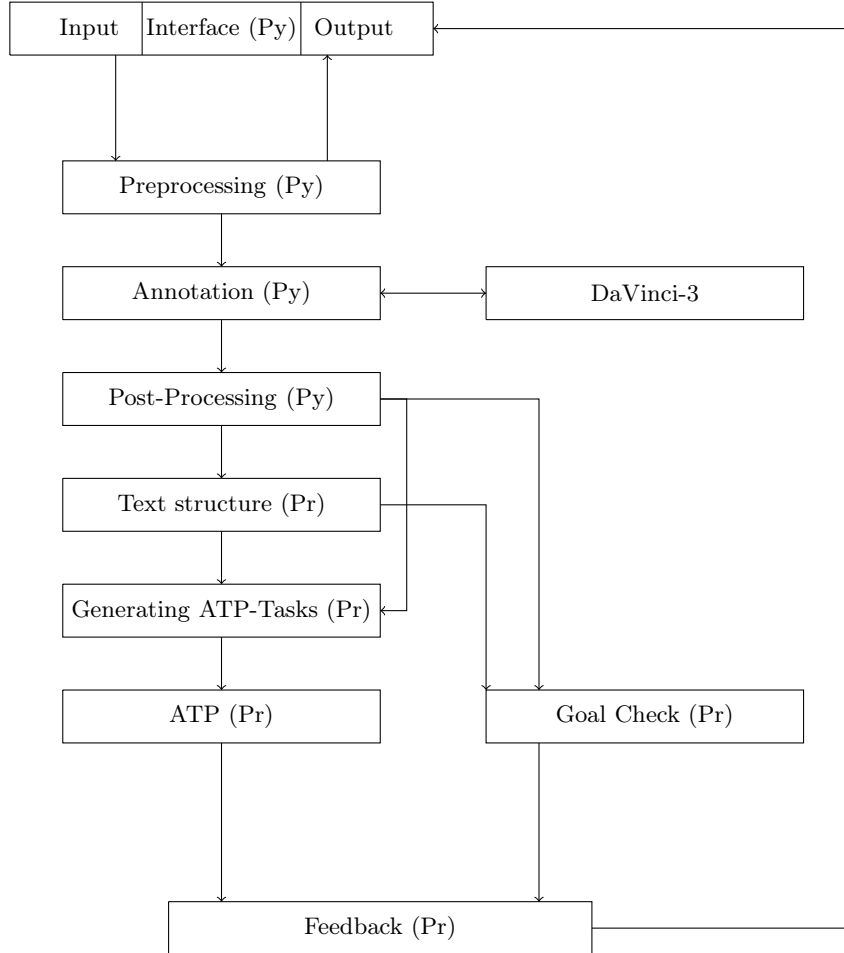 Input Interface (Py) Output
Preprocessing (Py)
Annotation (Py) DaVinci-3
Post-Processing (Py)
Text structure (Pr)
Generating ATP-Tasks (Pr)
ATP (Pr) Goal Check (Pr)
Feedback (Pr)